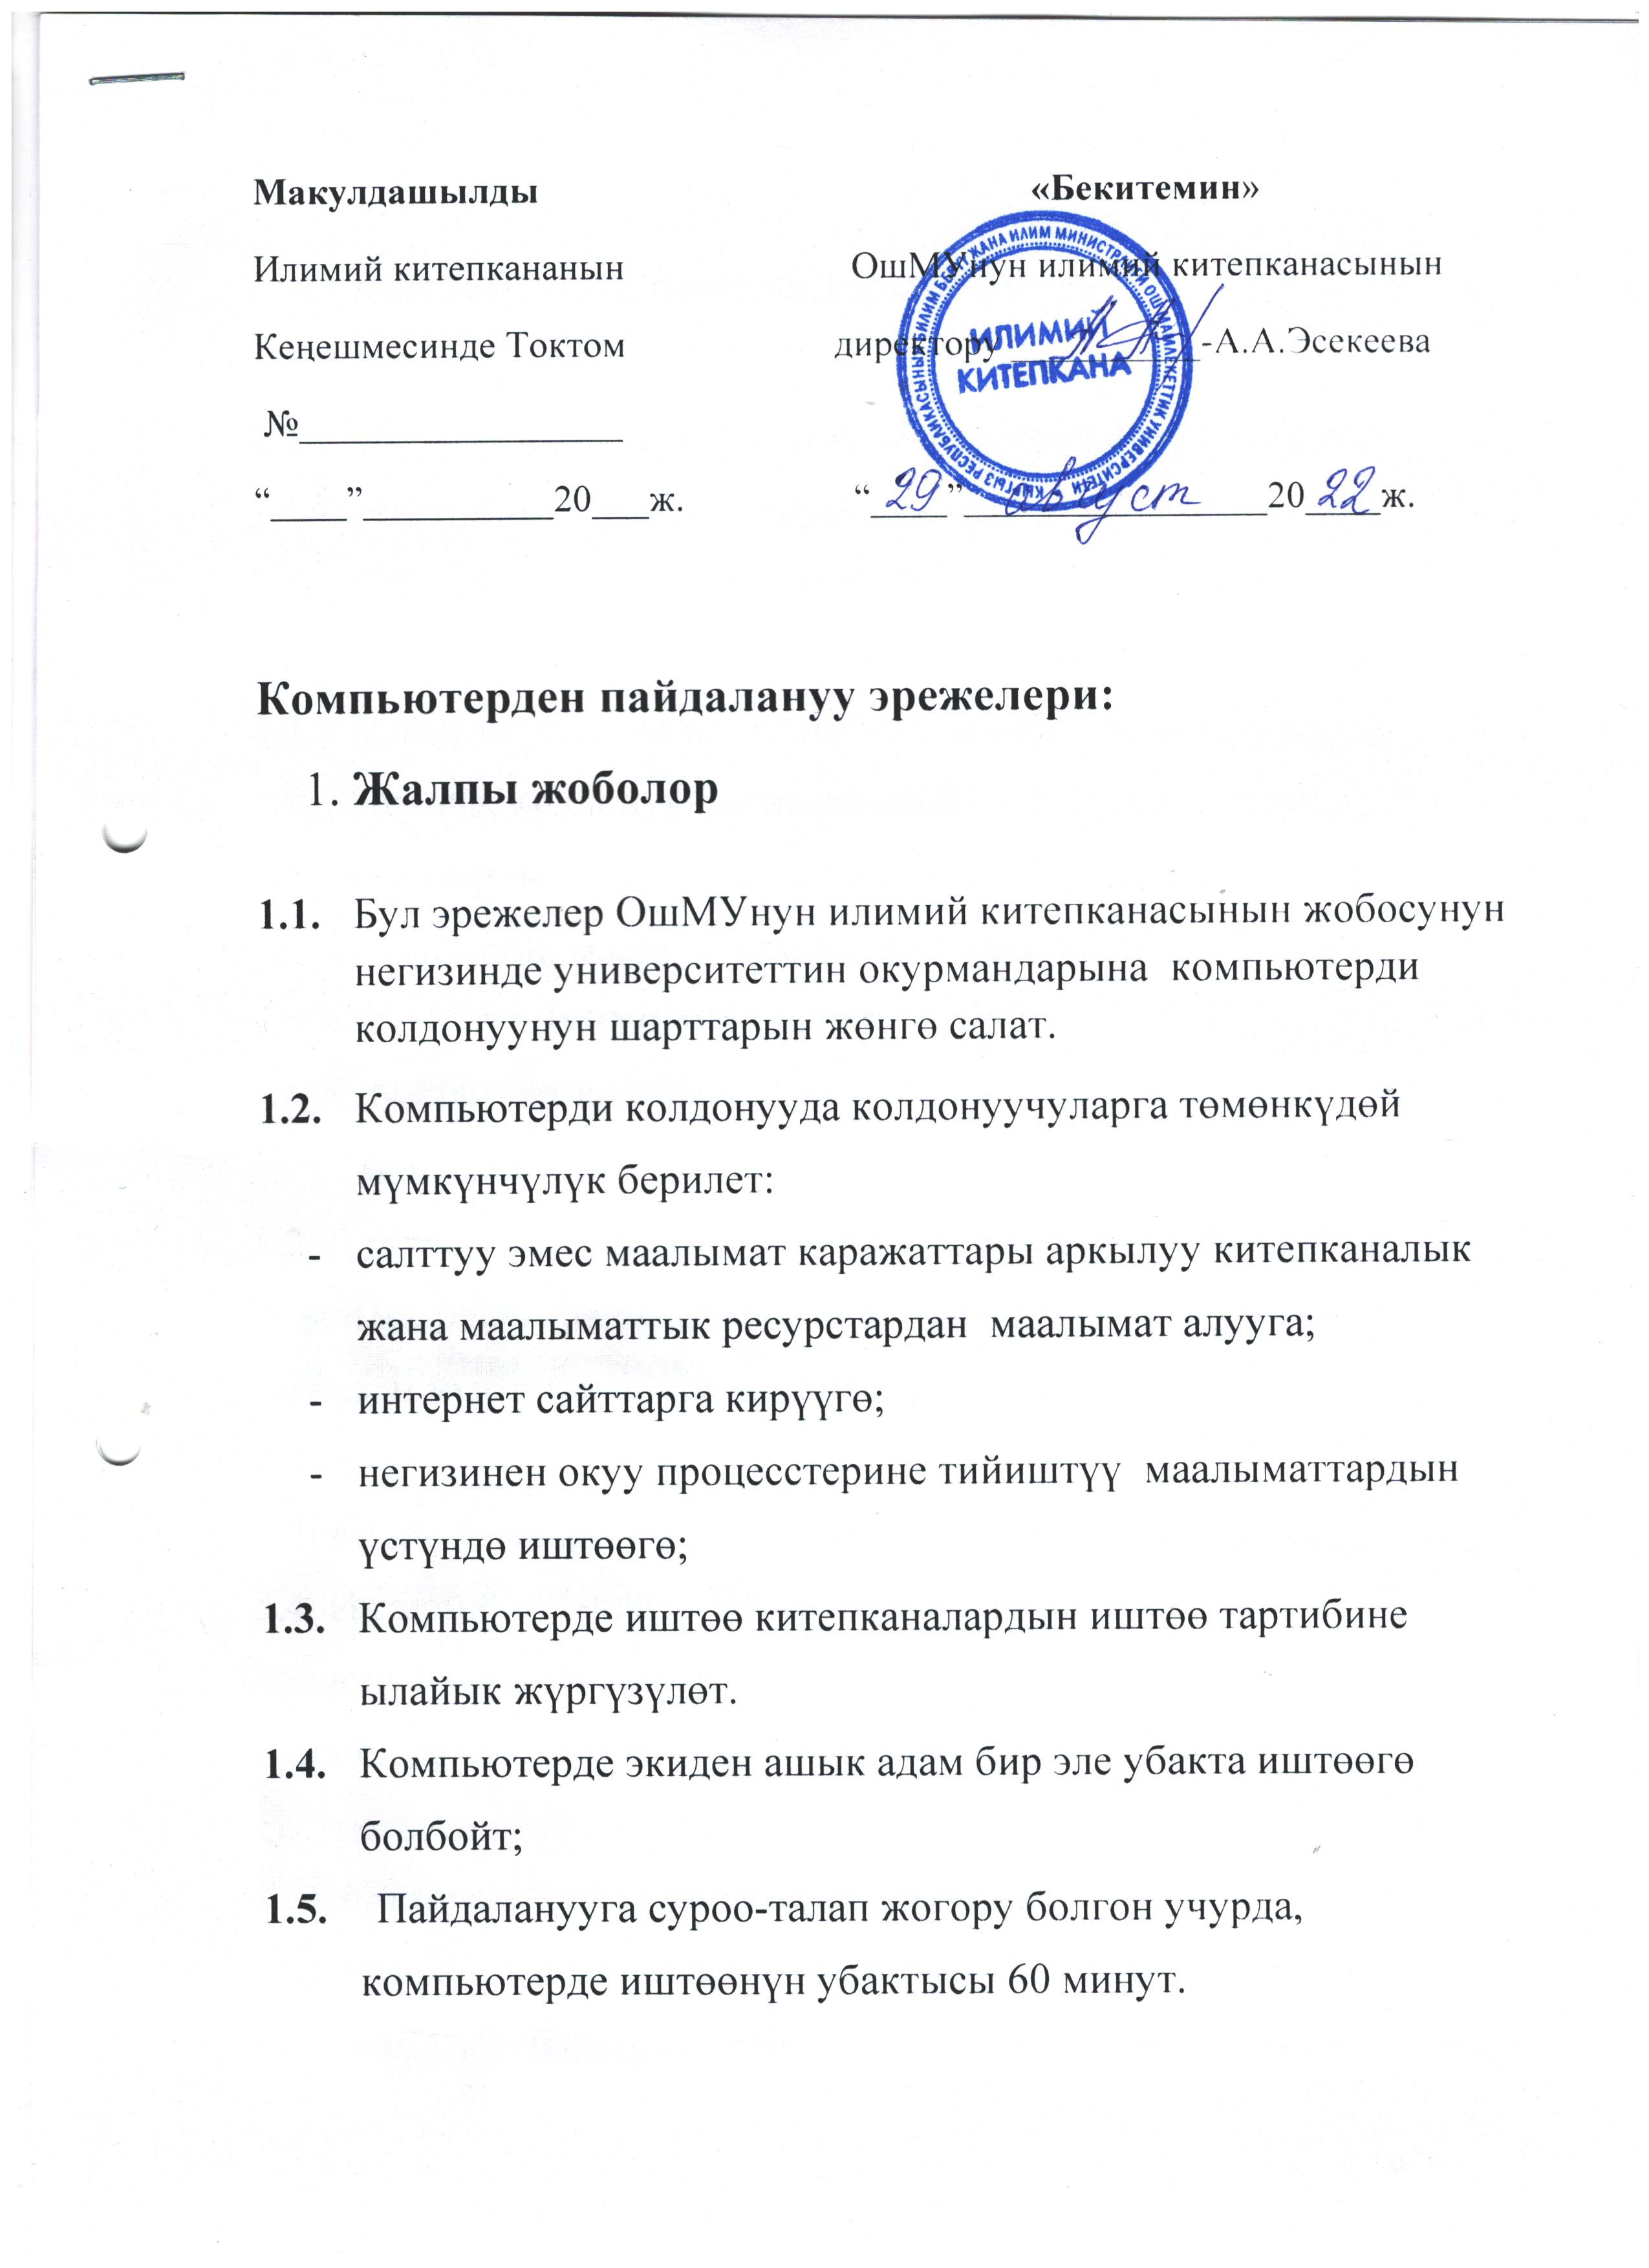 Макулдашылды
Илимий китепкананын
Кеңешмесинде Токтом
№_________________
“____” __________20___ж.
«Бекитемин»
ОшМУнун илимий китепканасынын
директору __________-А.А.Эсекеева
“ 29 ” август 2022 ж.
ИЛИМИЙ
КИТЕПКАНА
Компьютерден пайдалануу эрежелери:
1. Жалпы жоболор
1.1. Бул эрежелер ОшМУнун илимий китепканасынын жобосунун
негизинде университеттин окурмандарына компьютерди
колдонуунун шарттарын жөнгө салат.
1.2. Компьютерди колдонууда колдонуучуларга төмөнкүдөй
мүмкүнчүлүк берилет:
- салттуу эмес маалымат каражаттары аркылуу китепканалык
жана маалыматтык ресурстардан маалымат алууга;
- интернет сайттарга кирүүгө;
- негизинен окуу процесстерине тийиштүү маалыматтардын
үстүндө иштөөгө;
1.3. Компьютерде иштөө китепканалардын иштөө тартибине
ылайык жүргүзүлөт.
1.4. Компьютерде экиден ашык адам бир эле убакта иштөөгө
болбойт;
1.5. Пайдаланууга суроо-талап жогору болгон учурда,
компьютерде иштөөнүн убактысы 60 минут.